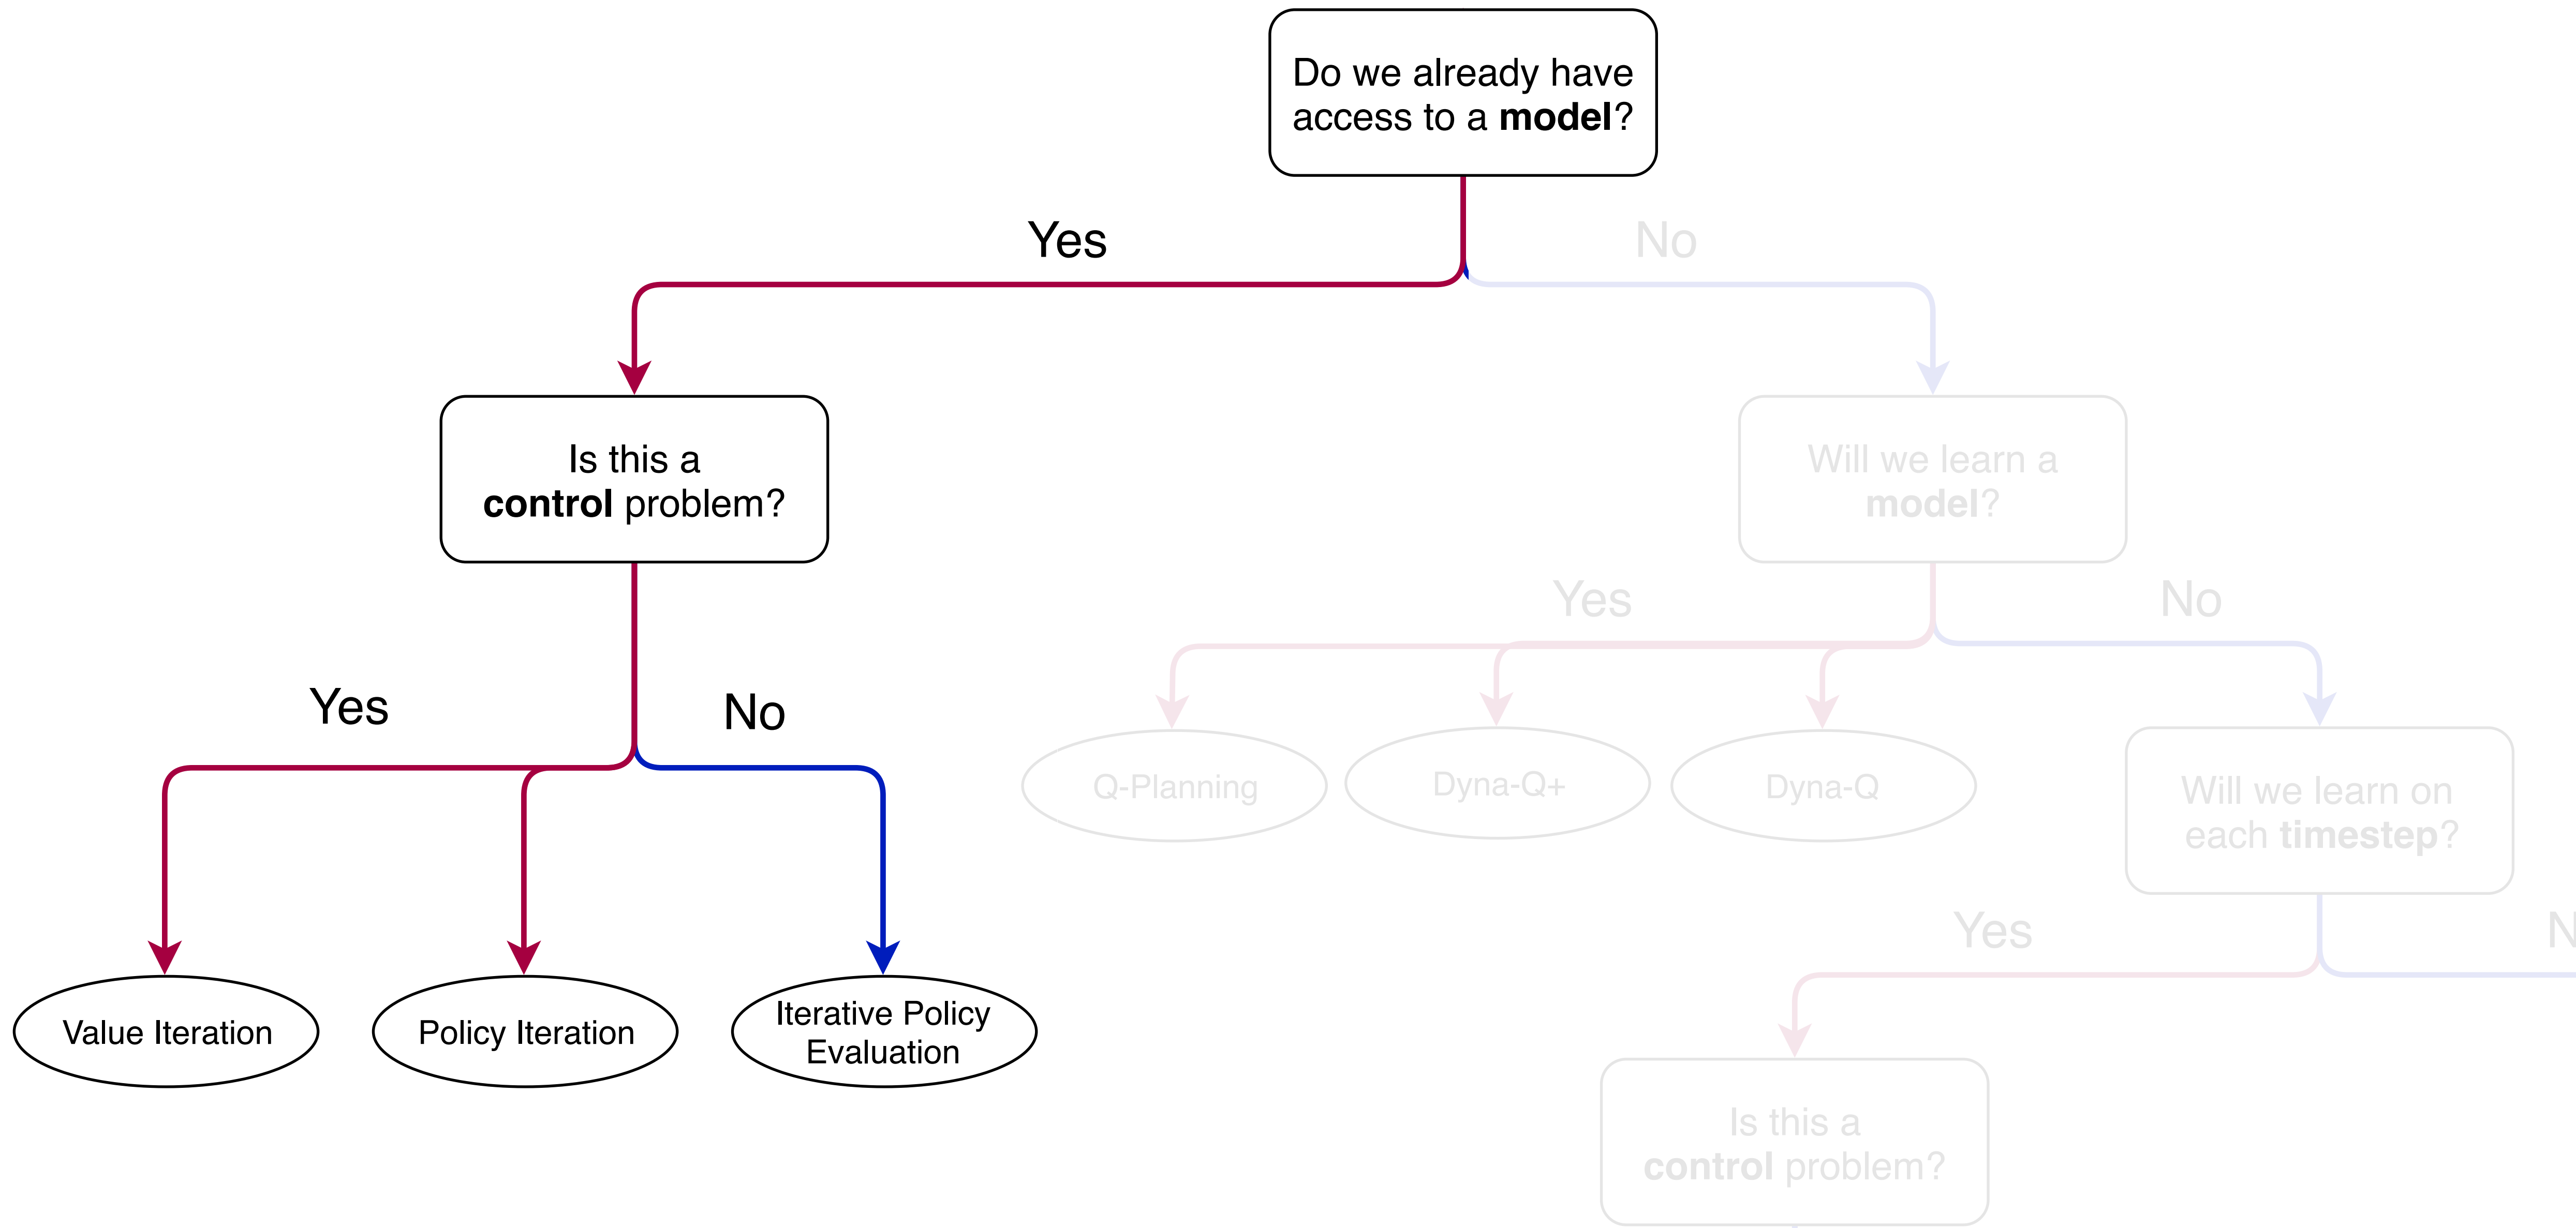 Do we already have
access to a model?
Yes
No
Is this a
control problem?
Will we learn a
model?
Yes
No
Yes
No
Q-Planning
Dyna-Q+
Dyna-Q
Will we learn on
each timestep?
Yes
Value Iteration
Policy Iteration
Iterative Policy
Evaluation
Is this a
control problem?